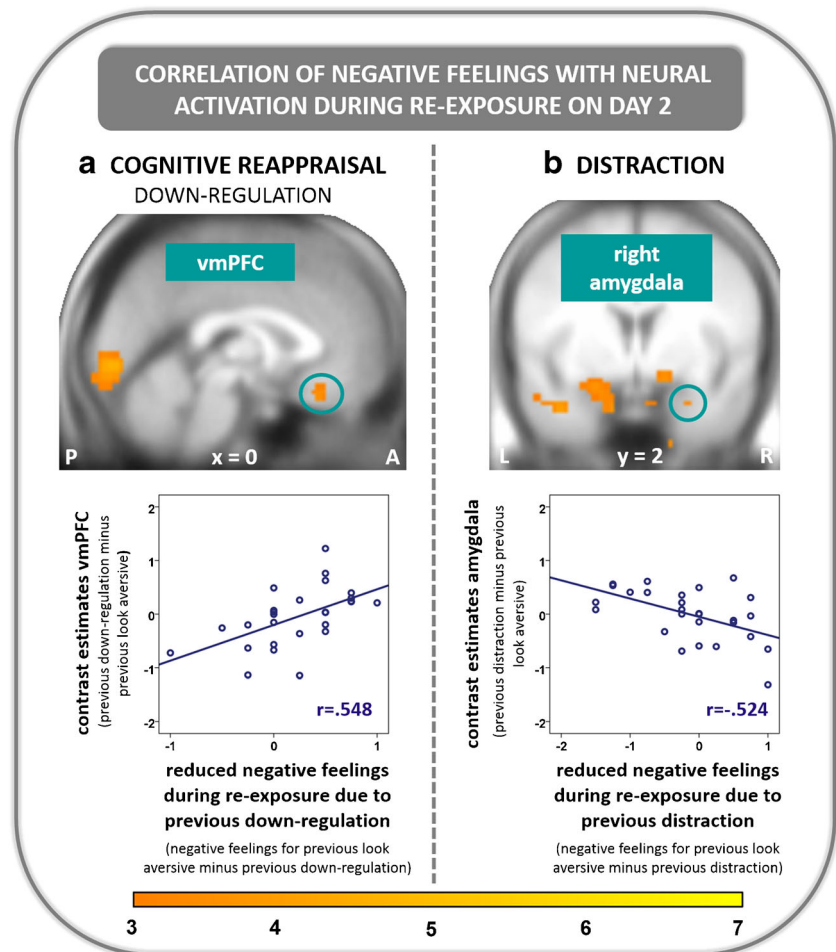 CORRELATION OF NEGATIVE FEELINGS WITH NEURAL
ACTIVATION DURING RE-EXPOSURE ON DAY 2
a COGNITIVE REAPPRAISAL
DOWN-REGULATION
vmPFC
P
x = 0
A
contrast estimates vmPFC
(previous down-regulation minus
previous look aversive)
2
1
0
-1
-2
r=.548
-1
0
1
reduced negative feelings
during re-exposure due to
previous down-regulation
(negative feelings for previous look
aversive minus previous down-regulation)
b DISTRACTION
right
amygdala
L
y = 2
R
contrast estimates amygdala
(previous distraction minus previous
look aversive)
2
1
0
-1
-2
r=-.524
-2
-1
0
1
reduced negative feelings
during re-exposure due to
previous distraction
(negative feelings for previous look
aversive minus previous distraction)
3
4
5
6
7